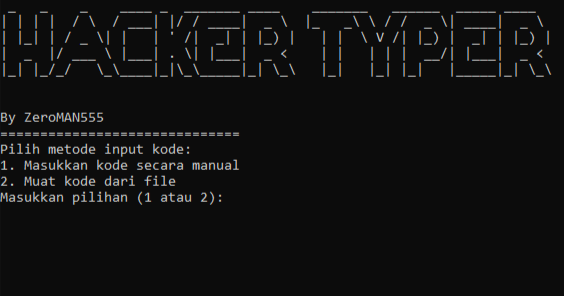 HACKER TYPER
By ZeroMAN555
==============================
Pilih metode input kode:
1. Masukkan kode secara manual
2. Muat kode dari file
Masukkan pilihan (1 atau 2):